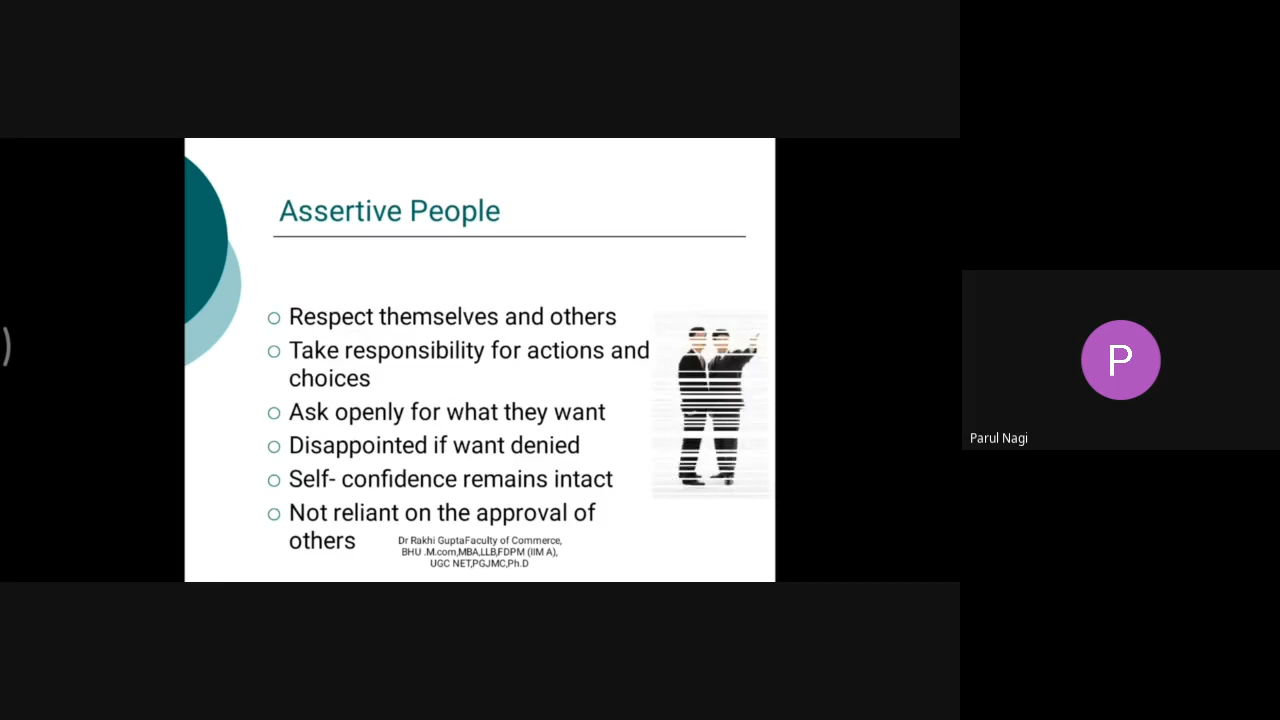 Assertive People
Respect themselves and others
Take responsibility for actions and
choices
Ask openly for what they want
Disappointed if want denied
Self- confidence remains intact
Not reliant on the approval of
others
Dr Rakhi GuptaFaculty of Commerce,
BHU .M.com,MBA,LLB,FDPM (IIM A),
UGC NET,PGJMC,Ph.D
P
Parul Nagi